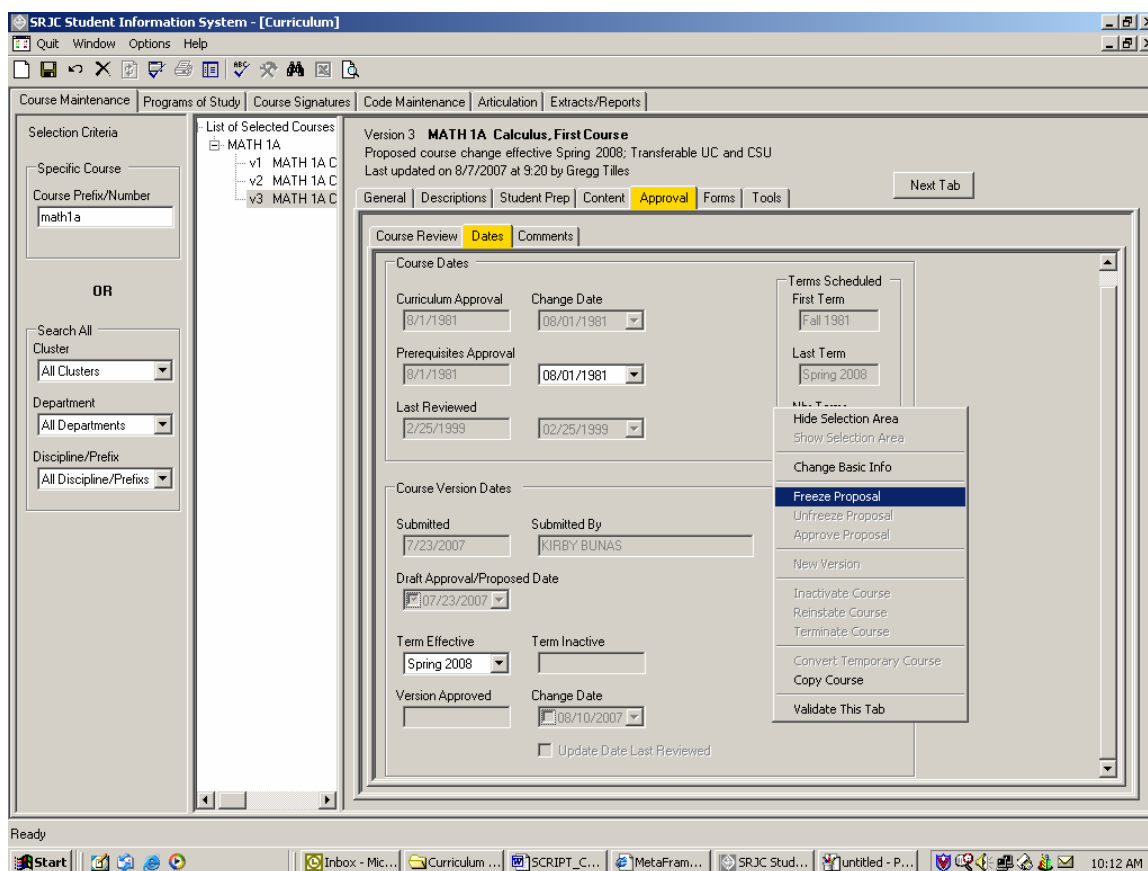 SRJC Student Information System - [Curriculum]
Quit Window Options Help
ABC
Course Maintenance Programs of Study Course Signatures Code Maintenance Articulation Extracts/Reports
Selection Criteria
Specific Course
Course Prefix/Number
math1a
OR
Search All
Cluster
All Clusters
Department
All Departments
Discipline/Prefix
All Discipline/Prefixs
List of Selected Courses
MATH 1A
v1 MATH 1A C
v2 MATH 1A C
v3 MATH 1A C
Version 3 MATH 1A Calculus, First Course
Proposed course change effective Spring 2008; Transferable UC and CSU
Last updated on 8/7/2007 at 9:20 by Gregg Tilles
Next Tab
General Descriptions Student Prep Content Approval Forms Tools
Course Review Dates Comments
Course Dates
Curriculum Approval Change Date
8/1/1981 08/01/1981
Prerequisites Approval
8/1/1981 08/01/1981
Last Reviewed
2/25/1999 02/25/1999
Terms Scheduled
First Term
Fall 1981
Last Term
Spring 2008
Course Version Dates
Submitted Submitted By
7/23/2007 KIRBY BUNAS
Draft Approval/Proposed Date
07/23/2007
Term Effective Term Inactive
Spring 2008
Version Approved Change Date
08/10/2007
Update Date Last Reviewed
Hide Selection Area
Show Selection Area
Change Basic Info
Freeze Proposal
Unfreeze Proposal
Approve Proposal
New Version
Inactivate Course
Reinstate Course
Terminate Course
Convert Temporary Course
Copy Course
Validate This Tab
Ready
Start Inbox - Mic... Curriculum ... SCRIPT_C... MetaFram... SRJC Stud... untitled - P... 10:12 AM